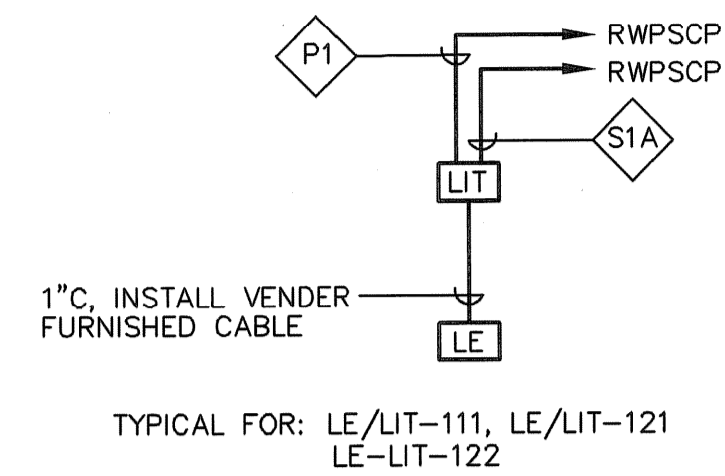 RWPSCP
P1
RWPSCP
S1A
LIT
1"C, INSTALL VENDER
FURNISHED CABLE
LE
TYPICAL FOR: LE/LIT-111, LE/LIT-121
LE-LIT-122